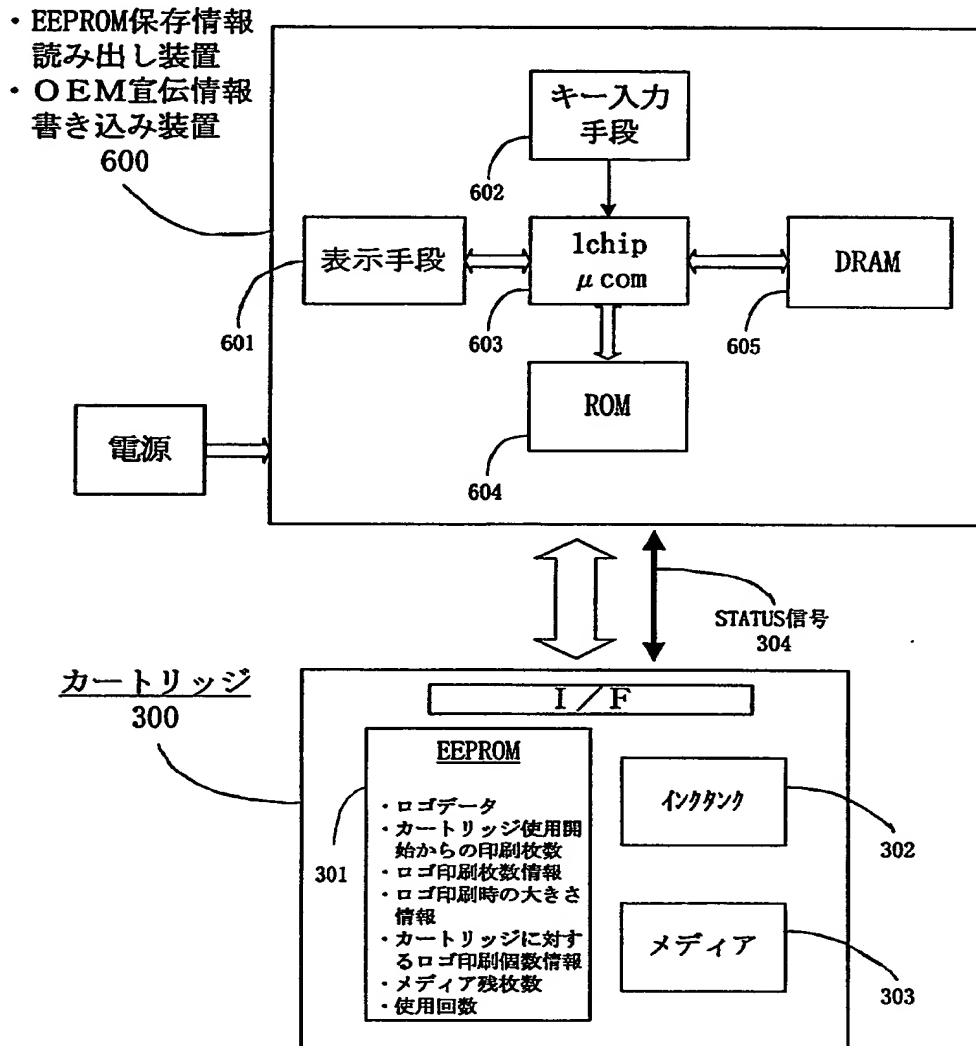 ・EEPROM保存情報
読み出し装置
・ＯＥＭ宣伝情報
書き込み装置
600
キー入力
手段
602
表示手段
601
1chip
μcom
603
DRAM
605
ROM
604
電源
STATUS信号
304
カートリッジ
300
Ｉ／Ｆ
EEPROM
・ロゴデータ
・カートリッジ使用開
始からの印刷枚数
・ロゴ印刷枚数情報
・ロゴ印刷時の大きさ
情報
・カートリッジに対す
るロゴ印刷個数情報
・メディア残枚数
・使用回数
301
ｲﾝｸﾀﾝｸ
302
メディア
303